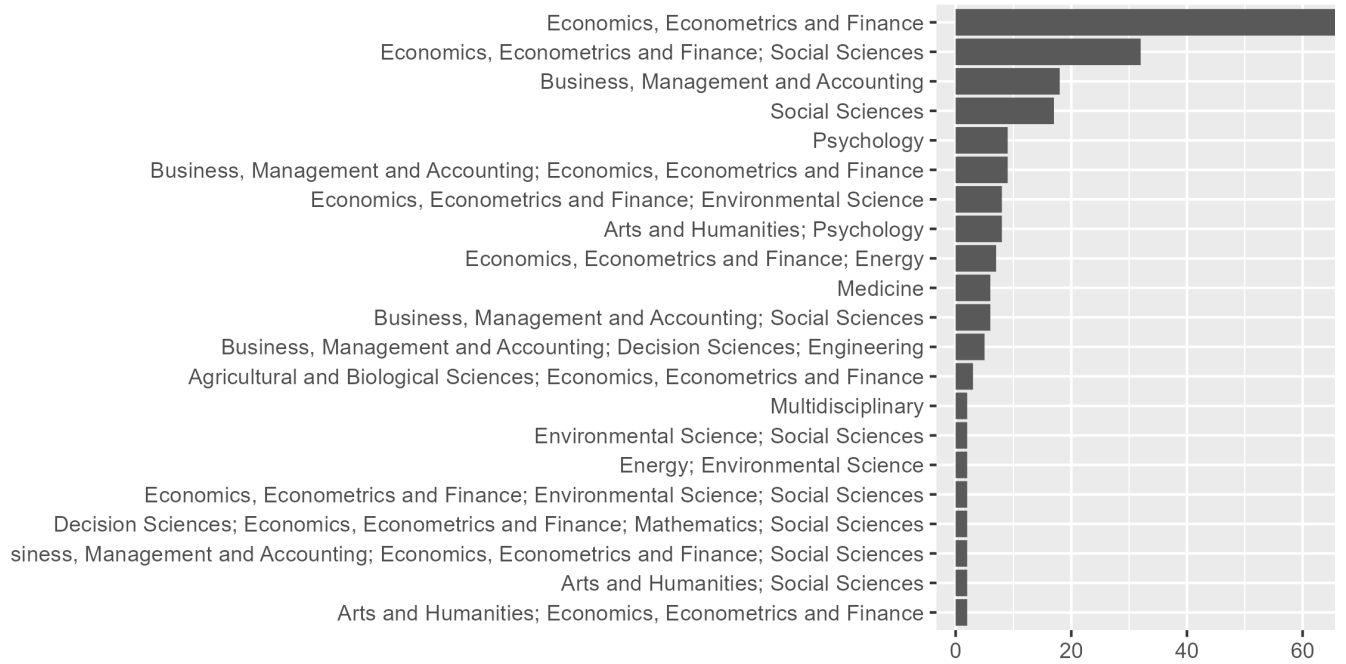 Economics, Econometrics and Finance
Economics, Econometrics and Finance; Social Sciences
Business, Management and Accounting
Social Sciences
Psychology
Business, Management and Accounting; Economics, Econometrics and Finance
Economics, Econometrics and Finance; Environmental Science
Arts and Humanities; Psychology
Economics, Econometrics and Finance; Energy
Medicine
Business, Management and Accounting; Social Sciences
Business, Management and Accounting; Decision Sciences; Engineering
Agricultural and Biological Sciences; Economics, Econometrics and Finance
Multidisciplinary
Environmental Science; Social Sciences
Energy; Environmental Science
Economics, Econometrics and Finance; Environmental Science; Social Sciences
Decision Sciences; Economics, Econometrics and Finance; Mathematics; Social Sciences
siness, Management and Accounting; Economics, Econometrics and Finance; Social Sciences
Arts and Humanities; Social Sciences
Arts and Humanities; Economics, Econometrics and Finance
0 20 40 60